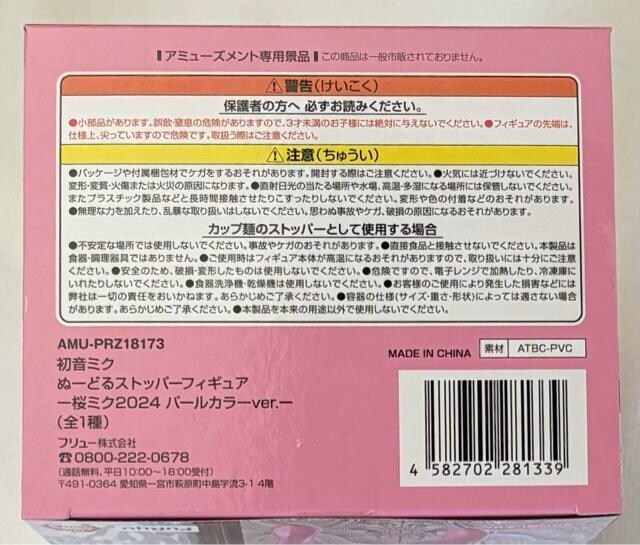 アミューズメント専用景品 この商品は一般市販されておりません。
⚠警告(けいこく)
保護者の方へ 必ずお読みください。
●小部品があります。誤飲・窒息の危険がありますので、3才未満のお子様には絶対に与えないでください。●フィギュアの先端は、
仕様上、尖っていますので危険です。取扱う際はご注意ください。
⚠注意(ちゅうい)
●パッケージや付属梱包材でケガをするおそれがあります。開封する際はご注意ください。●火気には近づけないでください。
変形・変質・火傷または火災の原因になります。●直射日光の当たる場所や水場、高温・多湿になる場所には保管しないでください。
またプラスチック製品などと長時間接触させたりこすったりしないでください。変形や色の付着などのおそれがあります。
●無理な力を加えたり、乱暴な取り扱いはしないでください。思わぬ事故やケガ、破損の原因になるおそれがあります。
カップ麺のストッパーとして使用する場合
●不安定な場所では使用しないでください。事故やケガのおそれがあります。●直接食品と接触させないでください。本製品は
食器・調理器具ではありません。●ご使用時はフィギュア本体が高温になるおそれがあります。取り扱いには十分にご注意
ください。●安全のため、破損・変形したものは使用しないでください。●危険ですので、電子レンジで加熱したり、冷凍庫に
いれたりしないでください。●食器洗浄機・乾燥機は使用しないでください。●お客様のご使用により発生した損害などには
弊社は一切の責任をおいかねます。あらかじめご了承ください。●容器の仕様(サイズ・重さ・形状)によっては適さない場合
があります。あらかじめご了承ください。●本製品を本来の用途以外で使用しないでください。
AMU-PRZ18173
初音ミク
ぬーどるストッパーフィギュア
ー桜ミク2024 パールカラーver.ー
(全1種)
フリュー株式会社
☎0800-222-0678
(通話無料、平日10:00〜18:00受付)
〒491-0364 愛知県一宮市萩原町中島字流3-1 4階
MADE IN CHINA 素材 ATBC-PVC
4 582702 281339